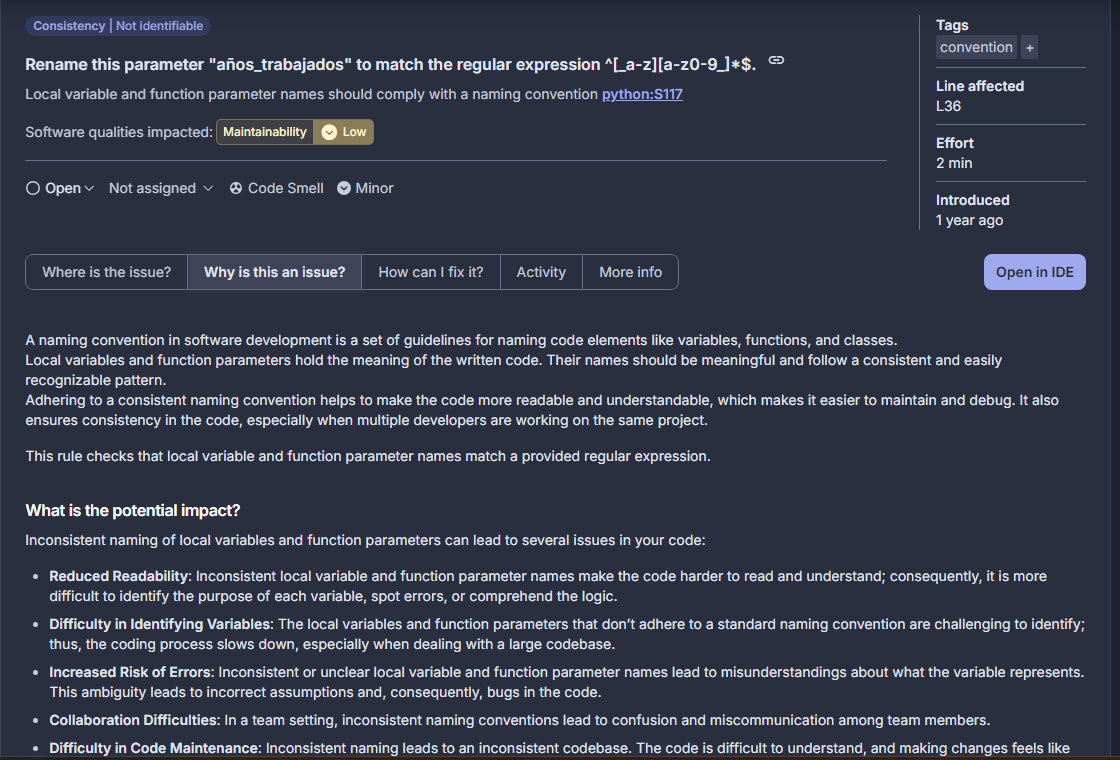 Consistency | Not identifiable
Rename this parameter "años_trabajados" to match the regular expression ^[_a-z][a-z0-9_]*$.
Local variable and function parameter names should comply with a naming convention python:S117
Software qualities impacted: Maintainability Low
Open Not assigned Code Smell Minor
Tags
convention +
Line affected
L36
Effort
2 min
Introduced
1 year ago
Where is the issue? Why is this an issue? How can I fix it? Activity More info Open in IDE
A naming convention in software development is a set of guidelines for naming code elements like variables, functions, and classes.
Local variables and function parameters hold the meaning of the written code. Their names should be meaningful and follow a consistent and easily
recognizable pattern.
Adhering to a consistent naming convention helps to make the code more readable and understandable, which makes it easier to maintain and debug. It also
ensures consistency in the code, especially when multiple developers are working on the same project.
This rule checks that local variable and function parameter names match a provided regular expression.
What is the potential impact?
Inconsistent naming of local variables and function parameters can lead to several issues in your code:
• Reduced Readability: Inconsistent local variable and function parameter names make the code harder to read and understand; consequently, it is more
difficult to identify the purpose of each variable, spot errors, or comprehend the logic.
• Difficulty in Identifying Variables: The local variables and function parameters that don’t adhere to a standard naming convention are challenging to identify;
thus, the coding process slows down, especially when dealing with a large codebase.
• Increased Risk of Errors: Inconsistent or unclear local variable and function parameter names lead to misunderstandings about what the variable represents.
This ambiguity leads to incorrect assumptions and, consequently, bugs in the code.
• Collaboration Difficulties: In a team setting, inconsistent naming conventions lead to confusion and miscommunication among team members.
• Difficulty in Code Maintenance: Inconsistent naming leads to an inconsistent codebase. The code is difficult to understand, and making changes feels like